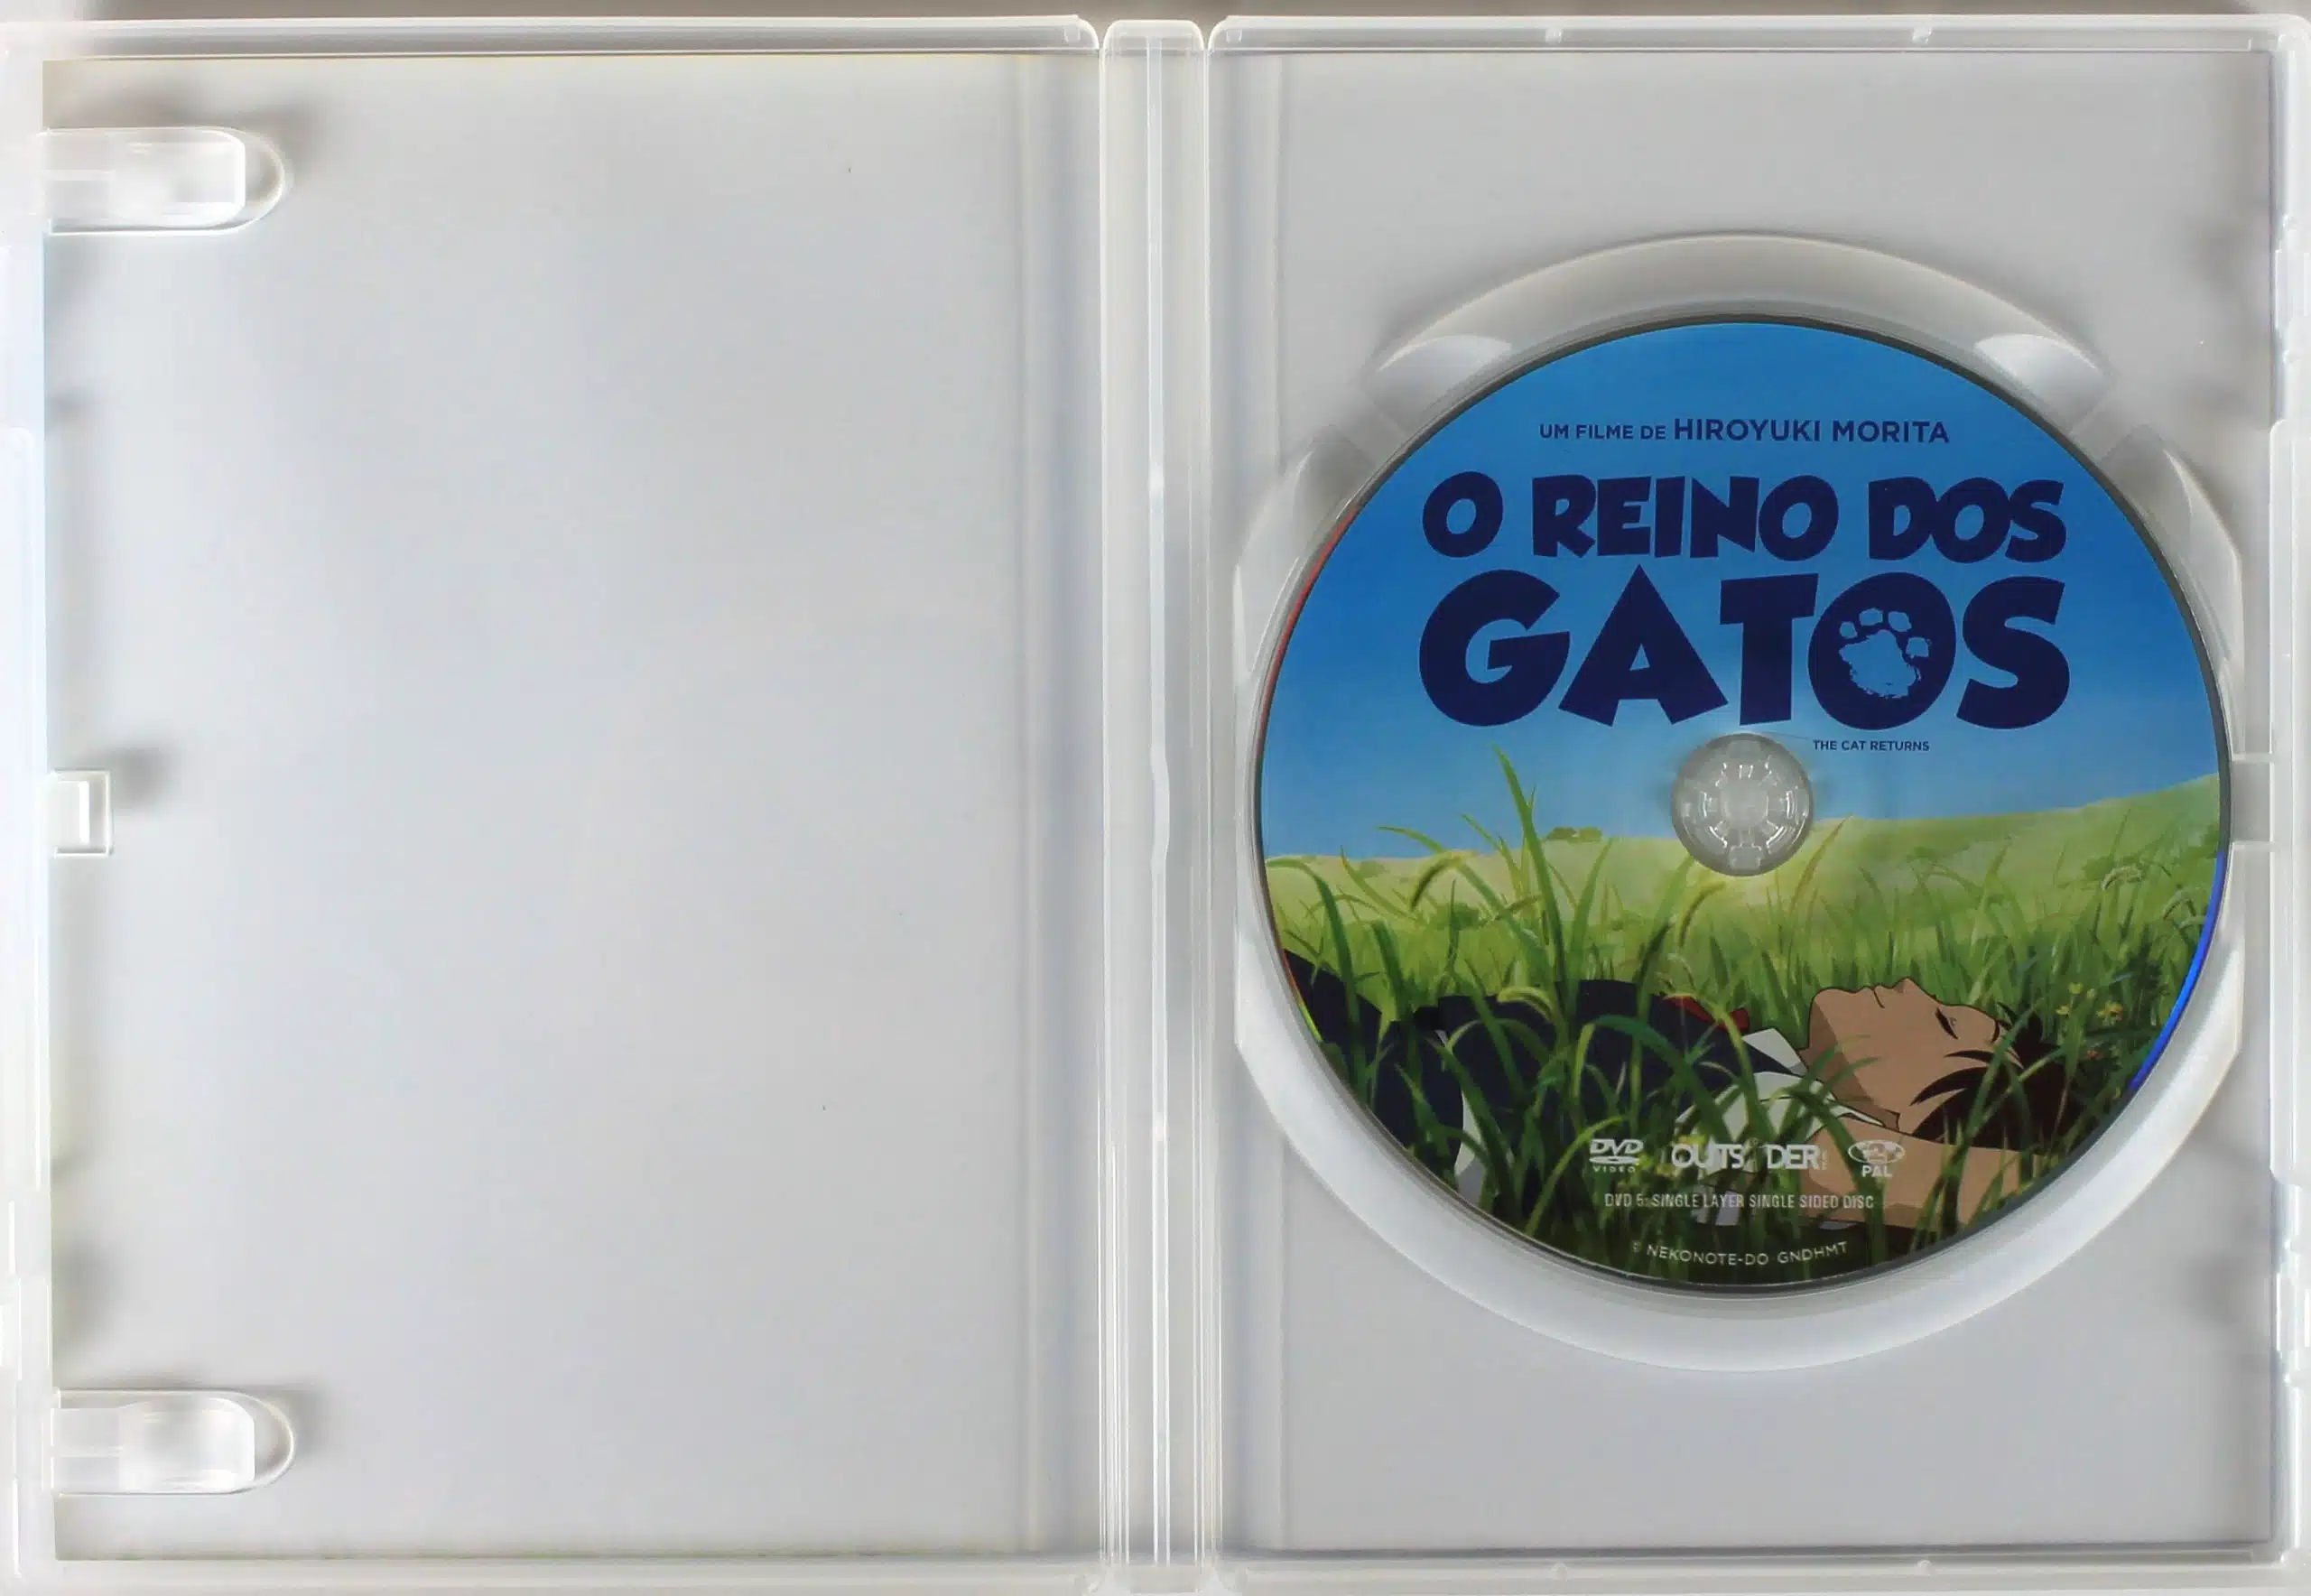 UM FILME DE HIROYUKI MORITA
O REINO DOS
GATOS
THE CAT RETURNS
DVD
VIDEO
OUTSIDER
PAL
DVD 5: SINGLE LAYER SINGLE SIDED DISC
© NEKONOTE-DO GNDHMT